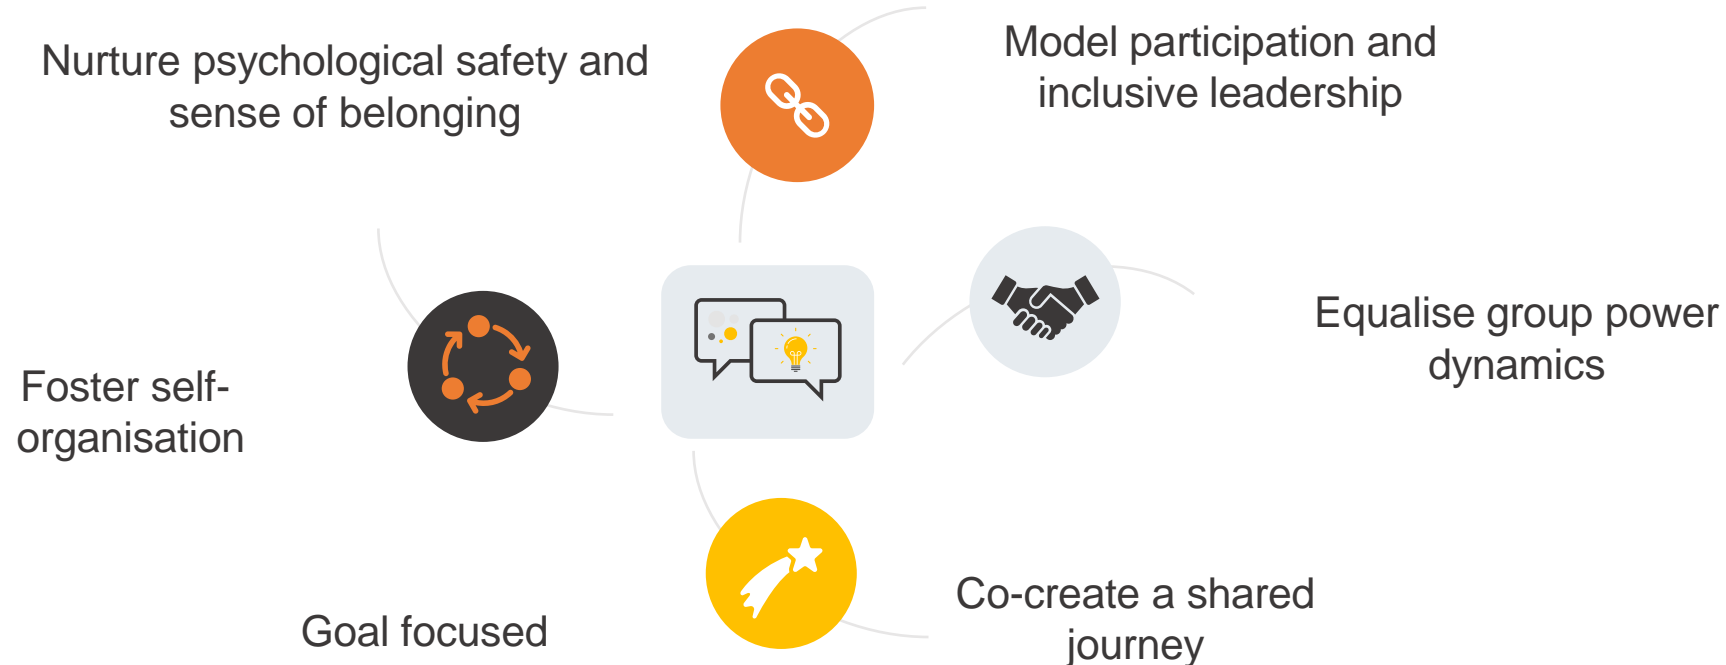 Nurture psychological safety and
sense of belonging
Model participation and
inclusive leadership
Equalise group power
dynamics
Foster self-
organisation
Goal focused
Co-create a shared
journey